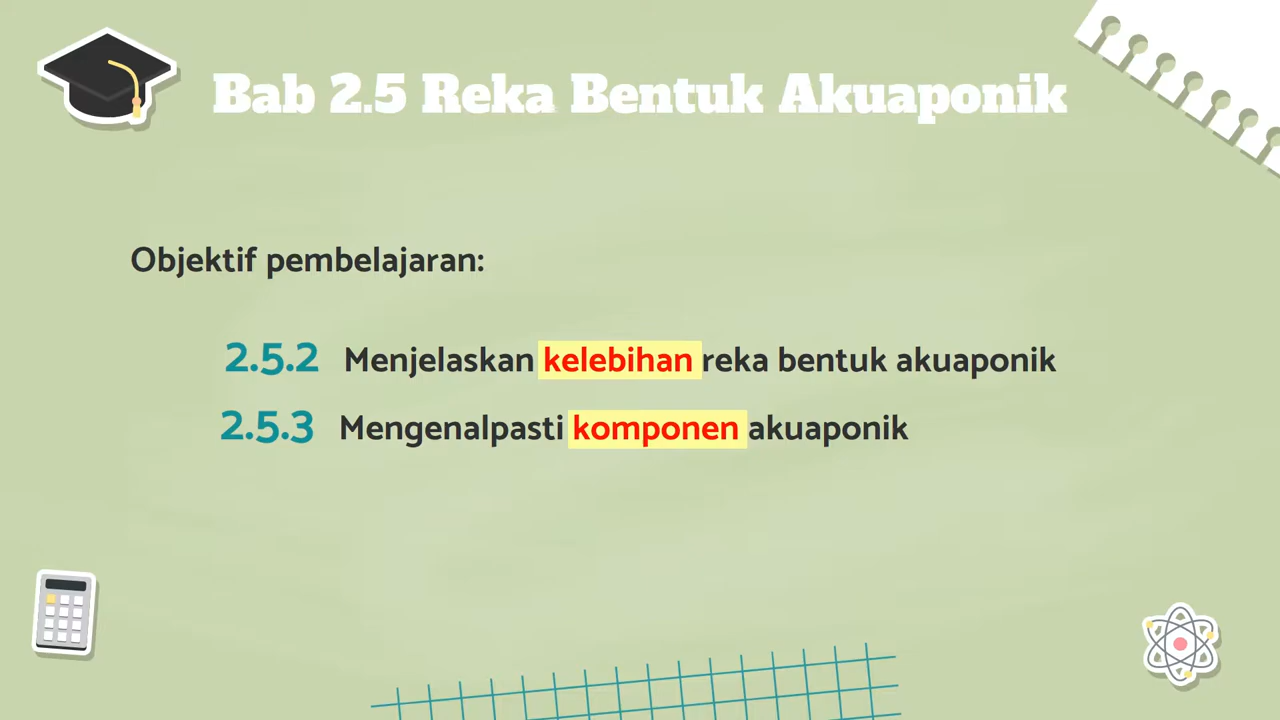 Bab 2.5 Reka Bentuk Akuaponik
Objektif pembelajaran:
2.5.2 Menjelaskan kelebihan reka bentuk akuaponik
2.5.3 Mengenalpasti komponen akuaponik